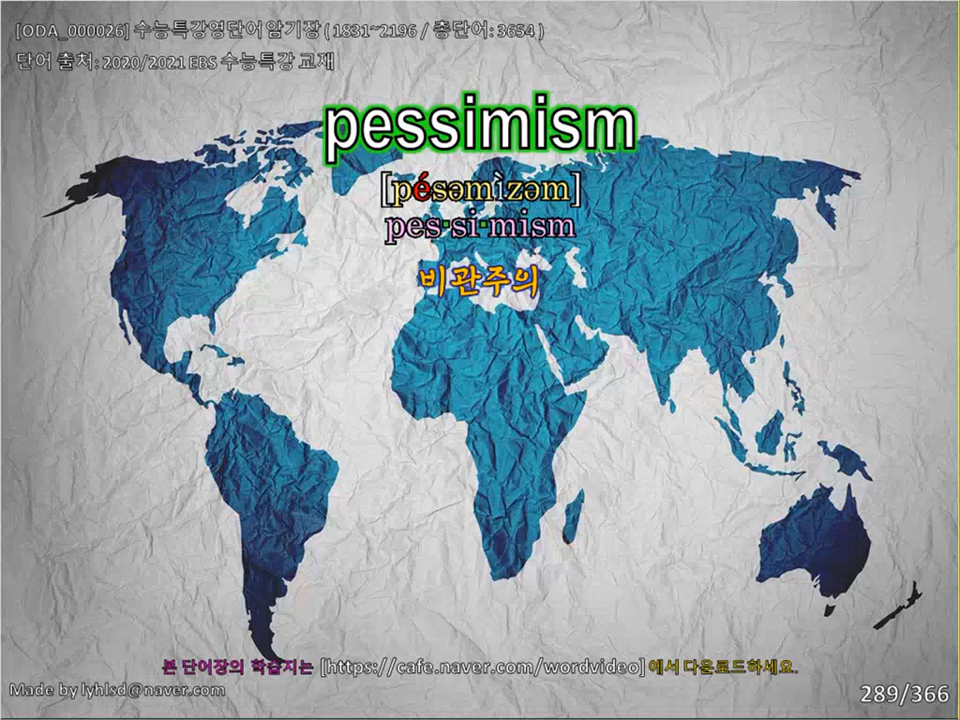 [ODA_000026] 수능특강영단어 암기장 ( 1831~2196 / 총단어: 3654 )
단어 출처: 2020/2021 EBS 수능특강 교재
pessimism
[pésəmìzəm]
pes·si·mism
비관주의
본 단어장의 학습지는 [https://cafe.naver.com/wordvideo] 에서 다운로드하세요.
Made by lyhlsd@naver.com
289/366